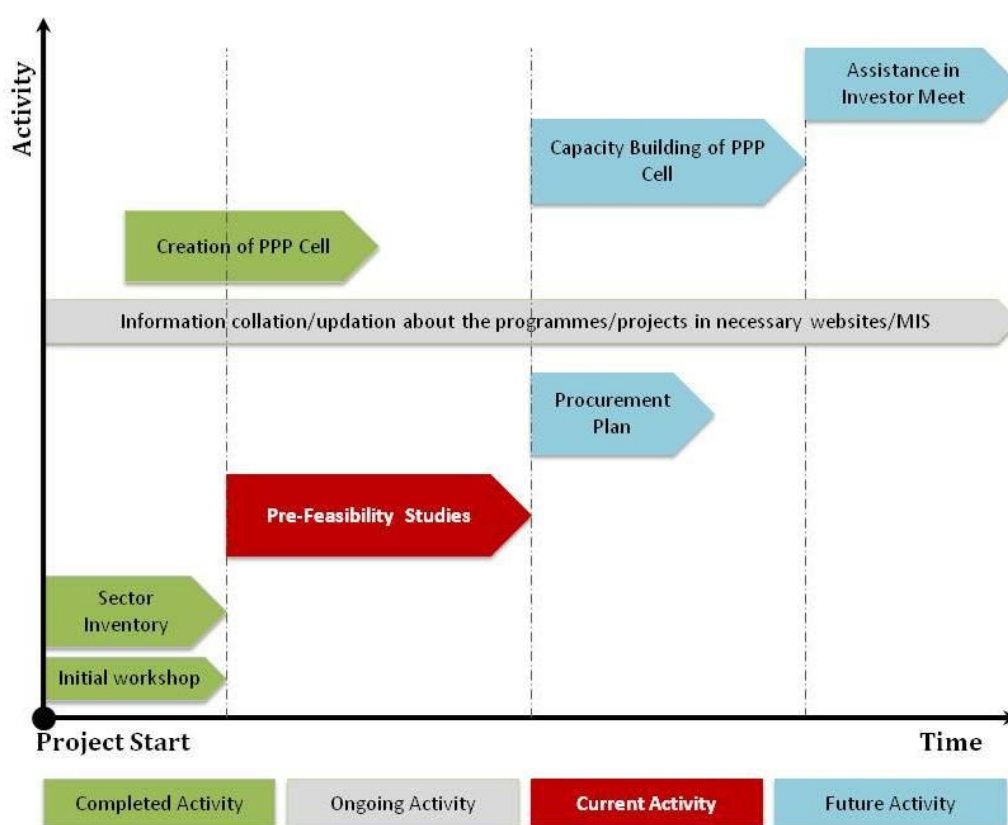 Activity
Assistance in
Investor Meet
Capacity Building of PPP
Cell
Creation of PPP Cell
Information collation/updation about the programmes/projects in necessary websites/MIS
Procurement
Plan
Pre-Feasibility Studies
Sector
Inventory
Initial workshop
Project Start
Time
Completed Activity
Ongoing Activity
Current Activity
Future Activity